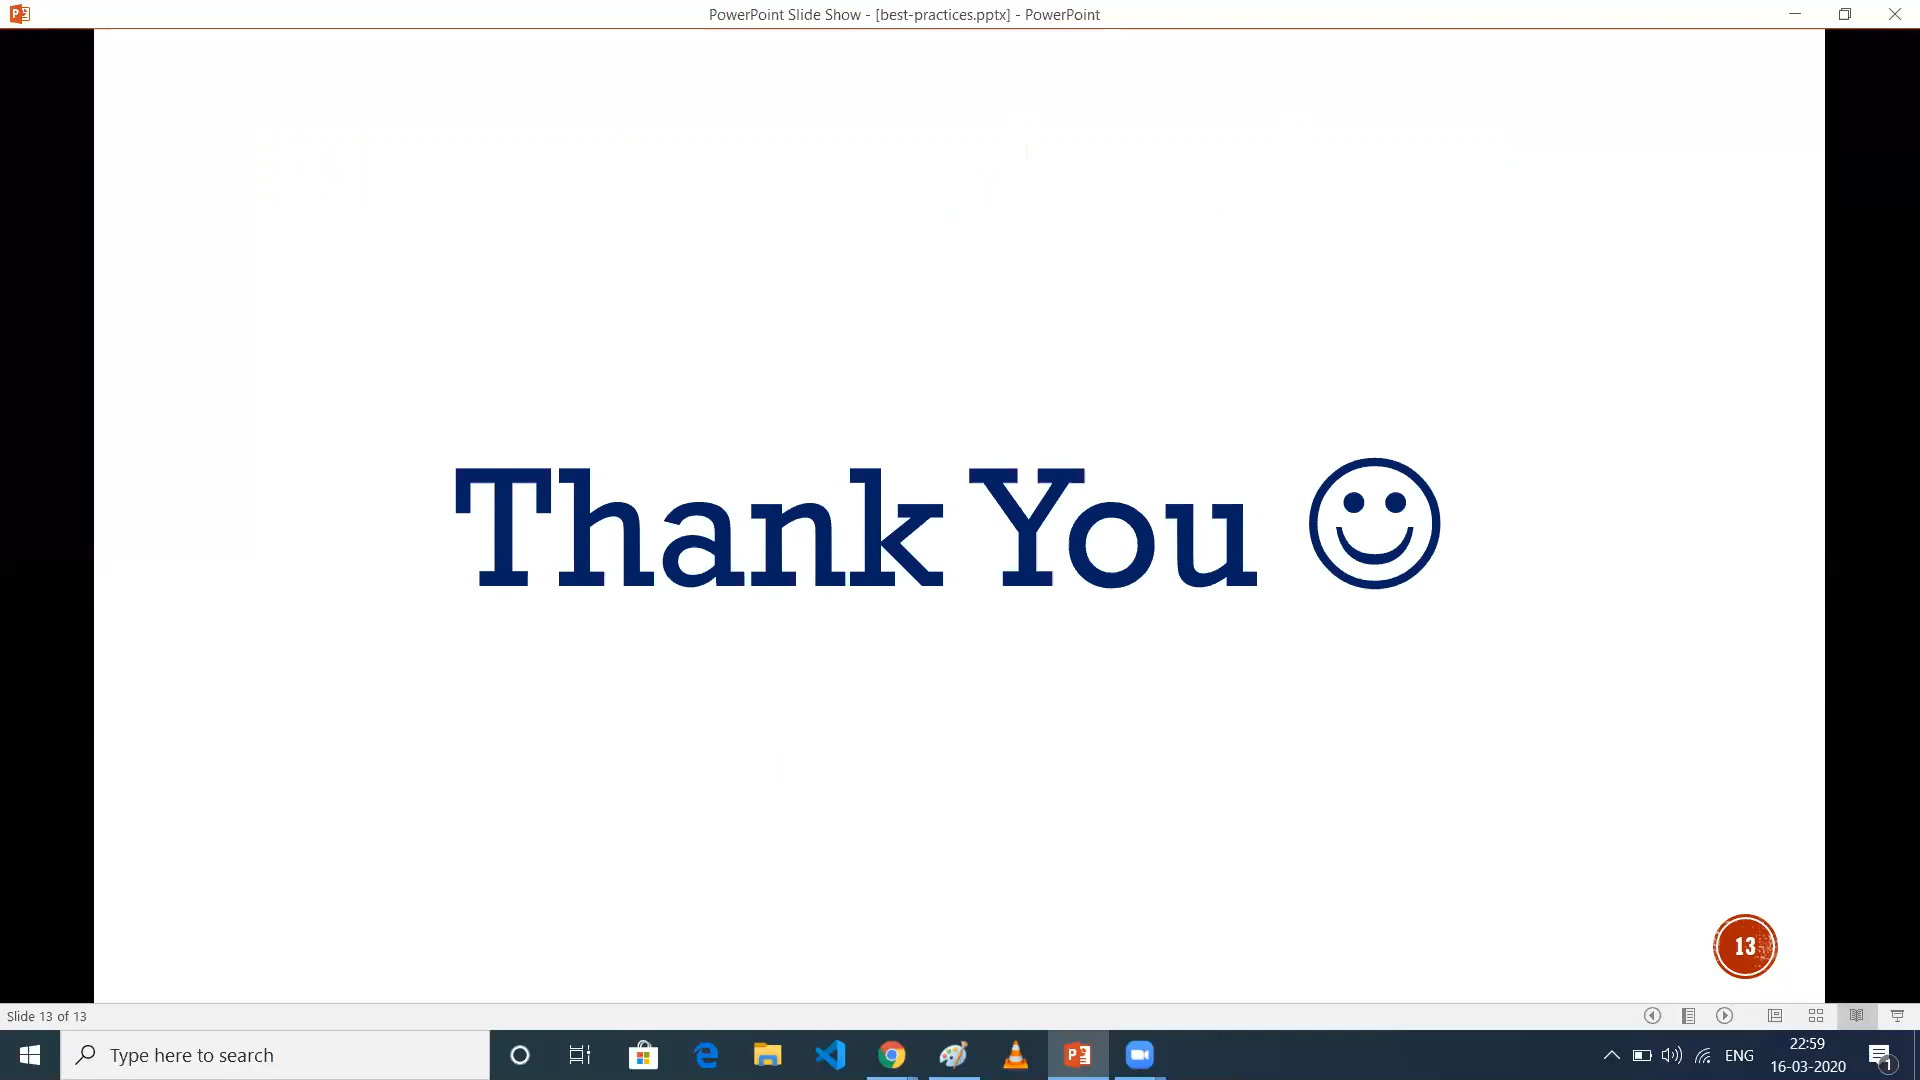 PowerPoint Slide Show - [best-practices.pptx] - PowerPoint
Thank You ☺
13
Slide 13 of 13
Type here to search
ENG
22:59
16-03-2020
1